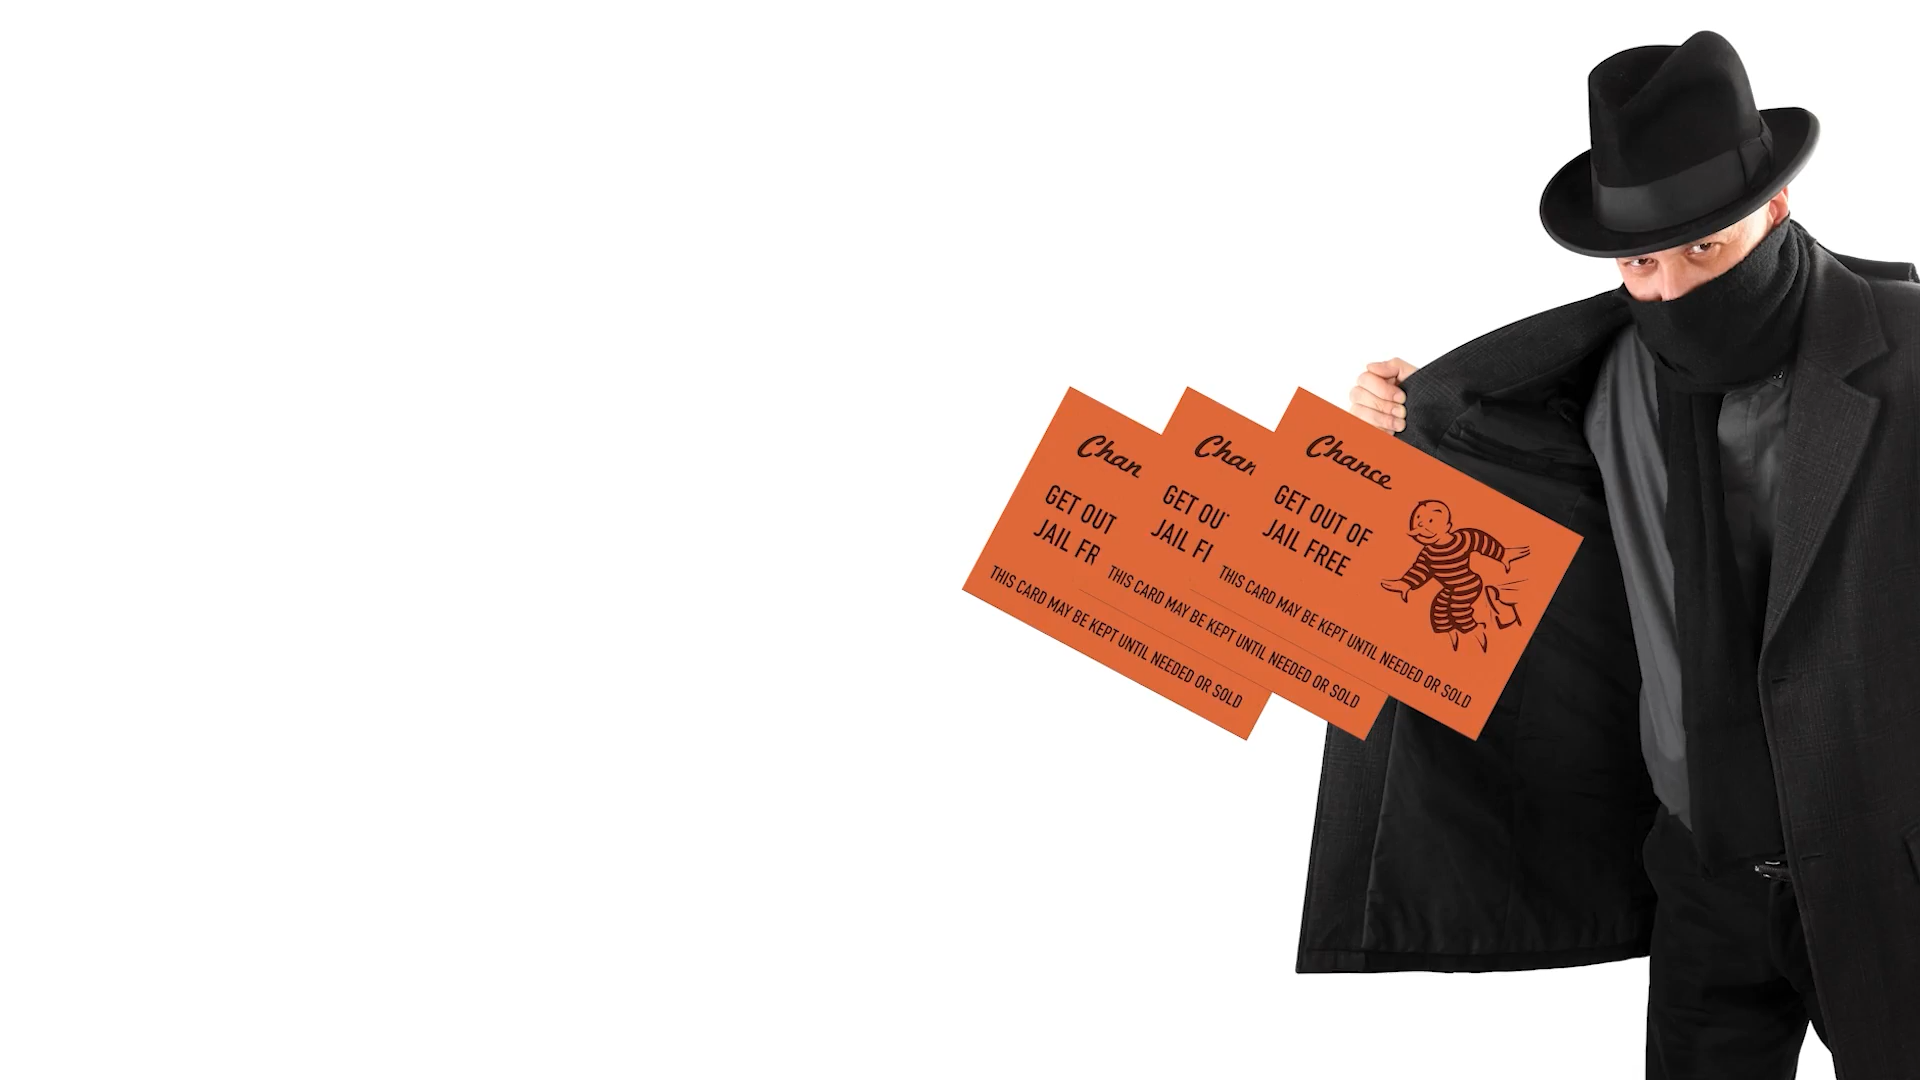 Chan
GET OUT
JAIL FR
THIS CARD MAY BE KEPT UNTIL NEEDED OR SOLD
Chan
GET OU
JAIL F
THIS CARD MAY BE KEPT UNTIL NEEDED OR SOLD
Chance
GET OUT OF
JAIL FREE
THIS CARD MAY BE KEPT UNTIL NEEDED OR SOLD